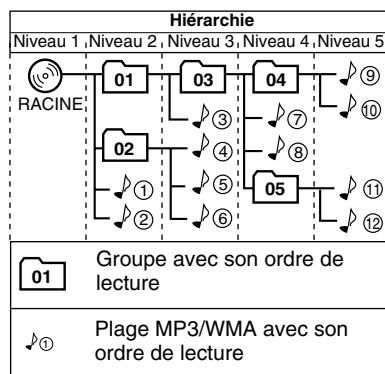 Hiérarchie
Niveau 1 Niveau 2 Niveau 3 Niveau 4 Niveau 5
01 03 04 ⑨
RACINE ⑩
③ ⑦
02 ④ ⑧
① ⑤ 05 ⑪
② ⑥ ⑫
01 Groupe avec son ordre de
lecture
① Plage MP3/WMA avec son
ordre de lecture